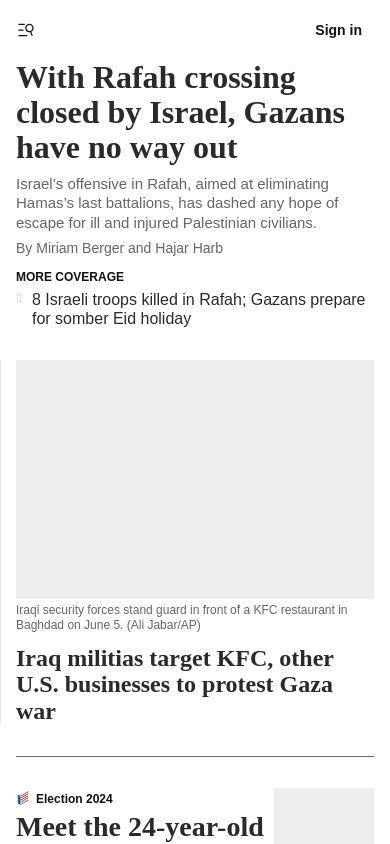 Sign in
With Rafah crossing
closed by Israel, Gazans
have no way out
Israel’s offensive in Rafah, aimed at eliminating
Hamas’s last battalions, has dashed any hope of
escape for ill and injured Palestinian civilians.
By Miriam Berger and Hajar Harb
MORE COVERAGE
8 Israeli troops killed in Rafah; Gazans prepare
for somber Eid holiday
Iraqi security forces stand guard in front of a KFC restaurant in
Baghdad on June 5. (Ali Jabar/AP)
Iraq militias target KFC, other
U.S. businesses to protest Gaza
war
Election 2024
Meet the 24-year-old